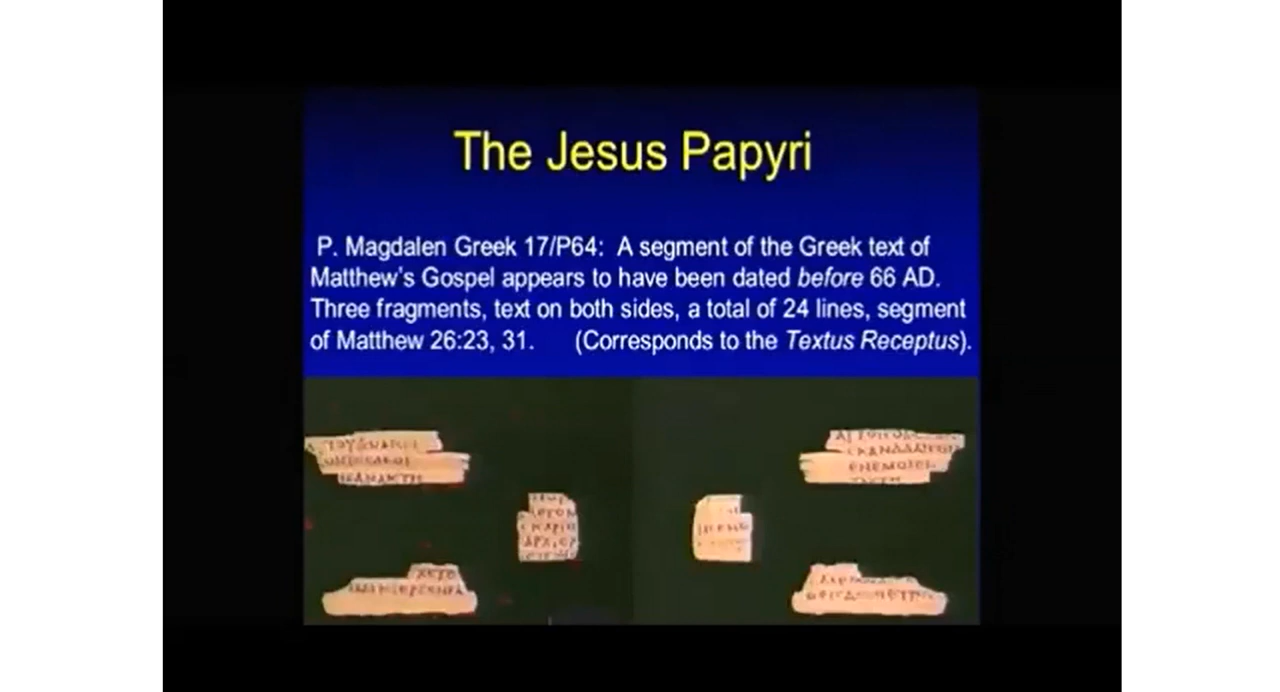 The Jesus Papyri
P. Magdalen Greek 17/P64: A segment of the Greek text of
Matthew's Gospel appears to have been dated before 66 AD.
Three fragments, text on both sides, a total of 24 lines, segment
of Matthew 26:23, 31. (Corresponds to the Textus Receptus).